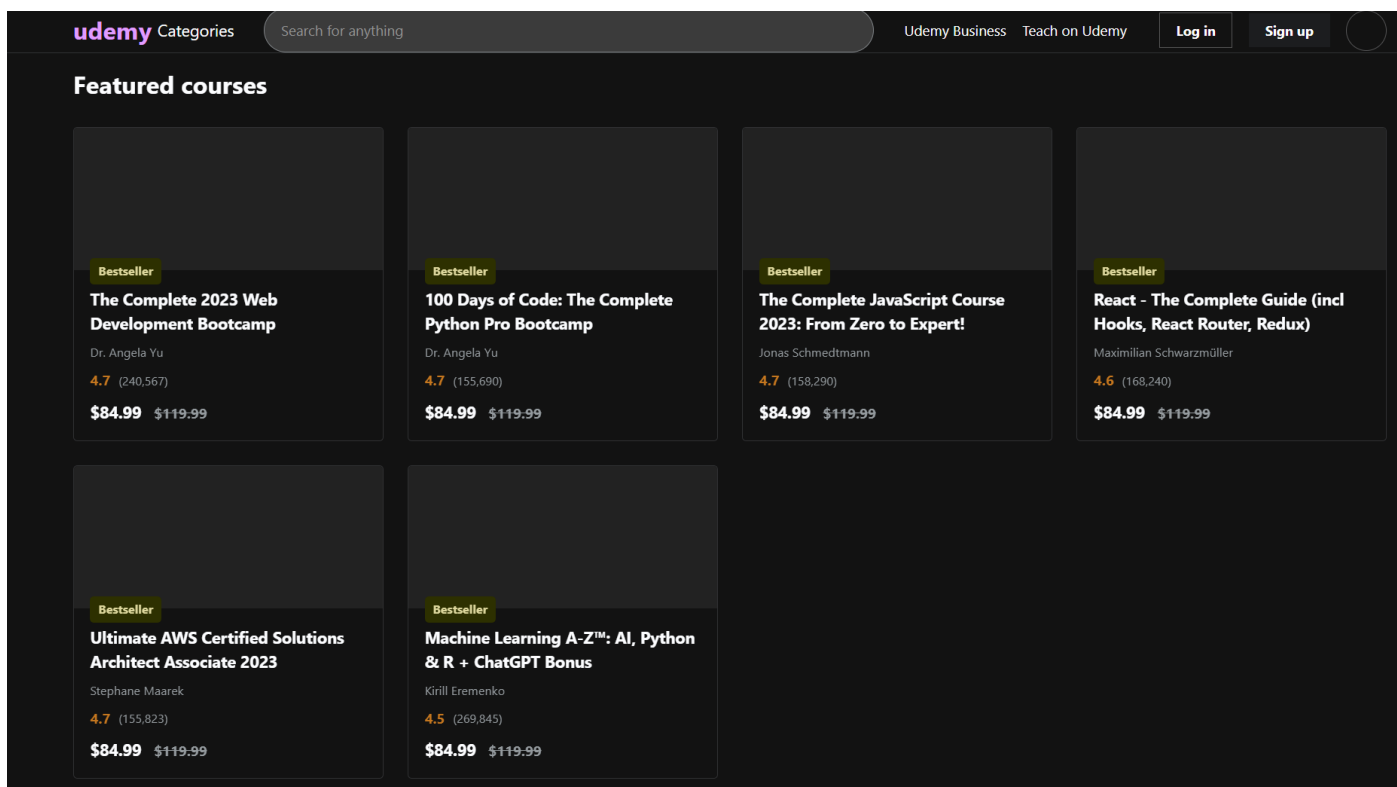 udemy Categories Search for anything Udemy Business Teach on Udemy Log in Sign up
Featured courses
Bestseller
The Complete 2023 Web
Development Bootcamp
Dr. Angela Yu
4.7 (240,567)
$84.99 $119.99
Bestseller
100 Days of Code: The Complete
Python Pro Bootcamp
Dr. Angela Yu
4.7 (155,690)
$84.99 $119.99
Bestseller
The Complete JavaScript Course
2023: From Zero to Expert!
Jonas Schmedtmann
4.7 (158,290)
$84.99 $119.99
Bestseller
React - The Complete Guide (incl
Hooks, React Router, Redux)
Maximilian Schwarzmüller
4.6 (168,240)
$84.99 $119.99
Bestseller
Ultimate AWS Certified Solutions
Architect Associate 2023
Stephane Maarek
4.7 (155,823)
$84.99 $119.99
Bestseller
Machine Learning A-Z™: AI, Python
& R + ChatGPT Bonus
Kirill Eremenko
4.5 (269,845)
$84.99 $119.99